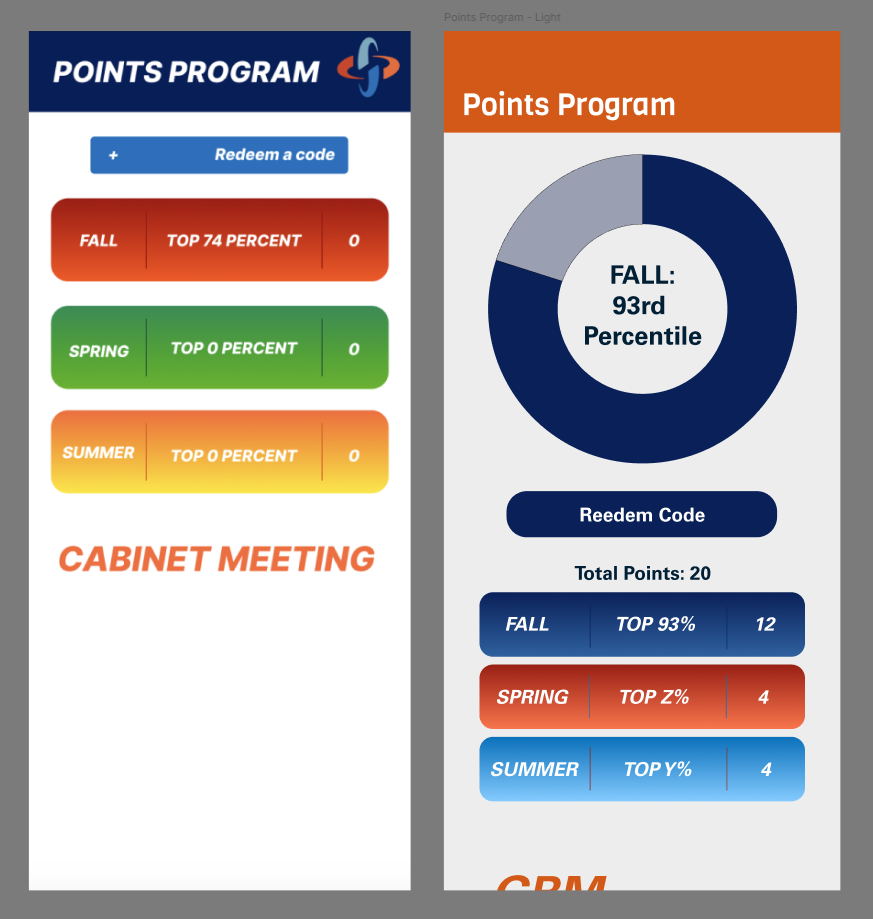 Points Program - Light
POINTS PROGRAM
+ Redeem a code
FALL TOP 74 PERCENT 0
SPRING TOP 0 PERCENT 0
SUMMER TOP 0 PERCENT 0
CABINET MEETING
Points Program
FALL:
93rd
Percentile
Reedem Code
Total Points: 20
FALL TOP 93% 12
SPRING TOP Z% 4
SUMMER TOP Y% 4
GBM